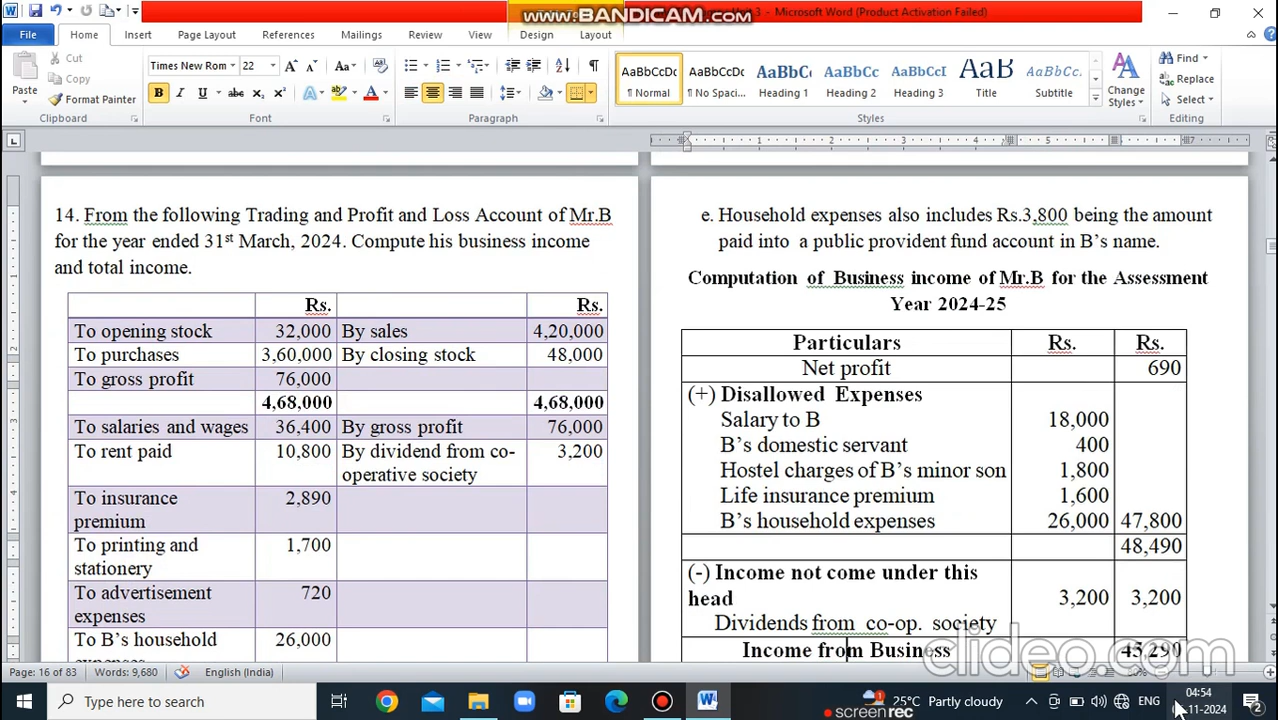 www.BANDICAM.com
3 - Microsoft Word (Product Activation Failed)
File Home Insert Page Layout References Mailings Review View Design Layout
Paste
Cut
Copy
Format Painter
Clipboard
Times New Rom 22
Font
Paragraph
AaBbCcDc ¶ Normal
AaBbCcDc ¶ No Spaci...
AaBbC Heading 1
AaBbCc Heading 2
AaBbCcI Heading 3
AaB Title
AaBbCcL Subtitle
Change Styles
Styles
Find
Replace
Select
Editing
14. From the following Trading and Profit and Loss Account of Mr.B
for the year ended 31st March, 2024. Compute his business income
and total income.
Rs. Rs.
To opening stock 32,000 By sales 4,20,000
To purchases 3,60,000 By closing stock 48,000
To gross profit 76,000
4,68,000 4,68,000
To salaries and wages 36,400 By gross profit 76,000
To rent paid 10,800 By dividend from co-
operative society 3,200
To insurance
premium 2,890
To printing and
stationery 1,700
To advertisement
expenses 720
To B's household 26,000
e. Household expenses also includes Rs.3,800 being the amount
paid into a public provident fund account in B's name.
Computation of Business income of Mr.B for the Assessment
Year 2024-25
Particulars Rs. Rs.
Net profit 690
(+) Disallowed Expenses
Salary to B 18,000
B's domestic servant 400
Hostel charges of B's minor son 1,800
Life insurance premium 1,600
B's household expenses 26,000 47,800
48,490
(-) Income not come under this
head 3,200 3,200
Dividends from co-op. society
Income from Business 45,290
clideo.com
Page: 16 of 83 Words: 9,680 English (India)
Type here to search
25°C Partly cloudy
ENG
04:54
-11-2024
screen rec
2